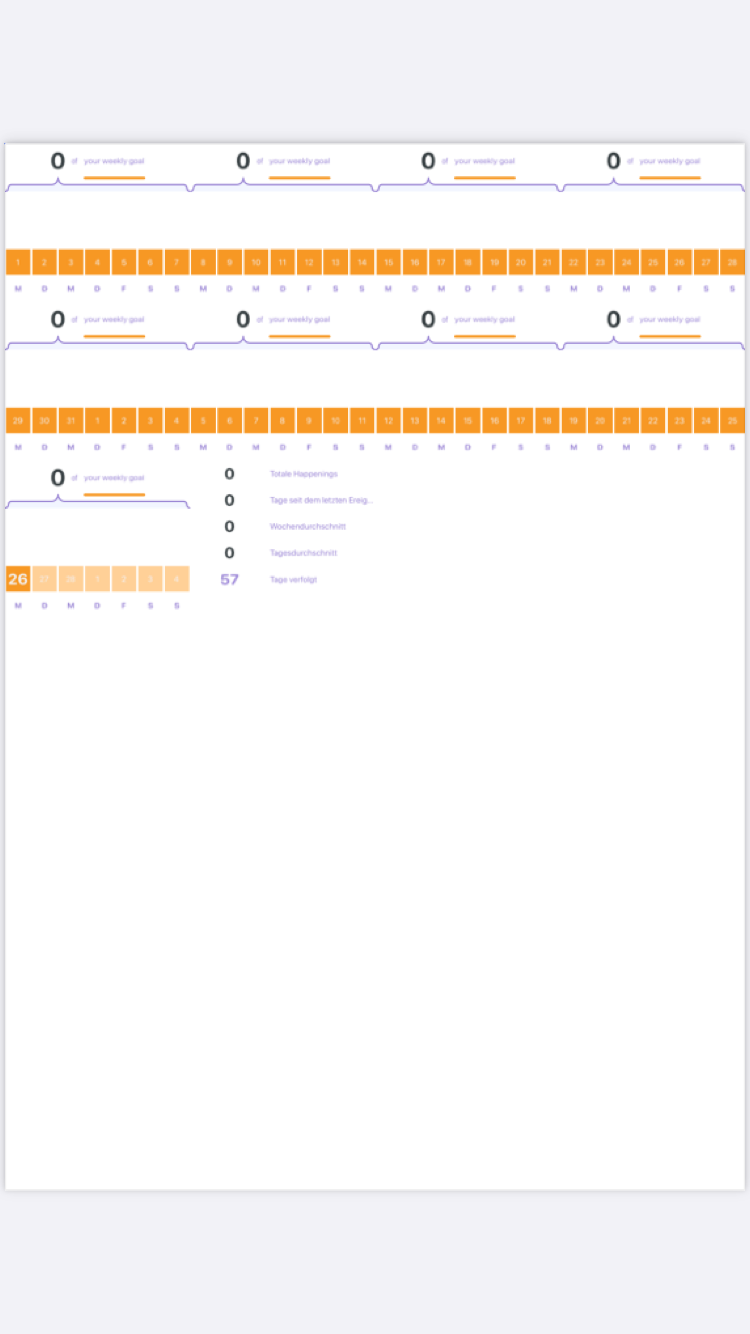 0 of your weekly goal 0 of your weekly goal 0 of your weekly goal 0 of your weekly goal
1 2 3 4 5 6 7 8 9 10 11 12 13 14 15 16 17 18 19 20 21 22 23 24 25 26 27 28
M D M D F S S M D M D F S S M D M D F S S M D M D F S S
0 of your weekly goal 0 of your weekly goal 0 of your weekly goal 0 of your weekly goal
29 30 31 1 2 3 4 5 6 7 8 9 10 11 12 13 14 15 16 17 18 19 20 21 22 23 24 25
M D M D F S S M D M D F S S M D M D F S S M D M D F S S
0 of your weekly goal
0 Totale Happenings
0 Tage seit dem letzten Ereig...
0 Wochendurchschnitt
0 Tagesdurchschnitt
26 27 28 1 2 3 4
57 Tage verfolgt
M D M D F S S